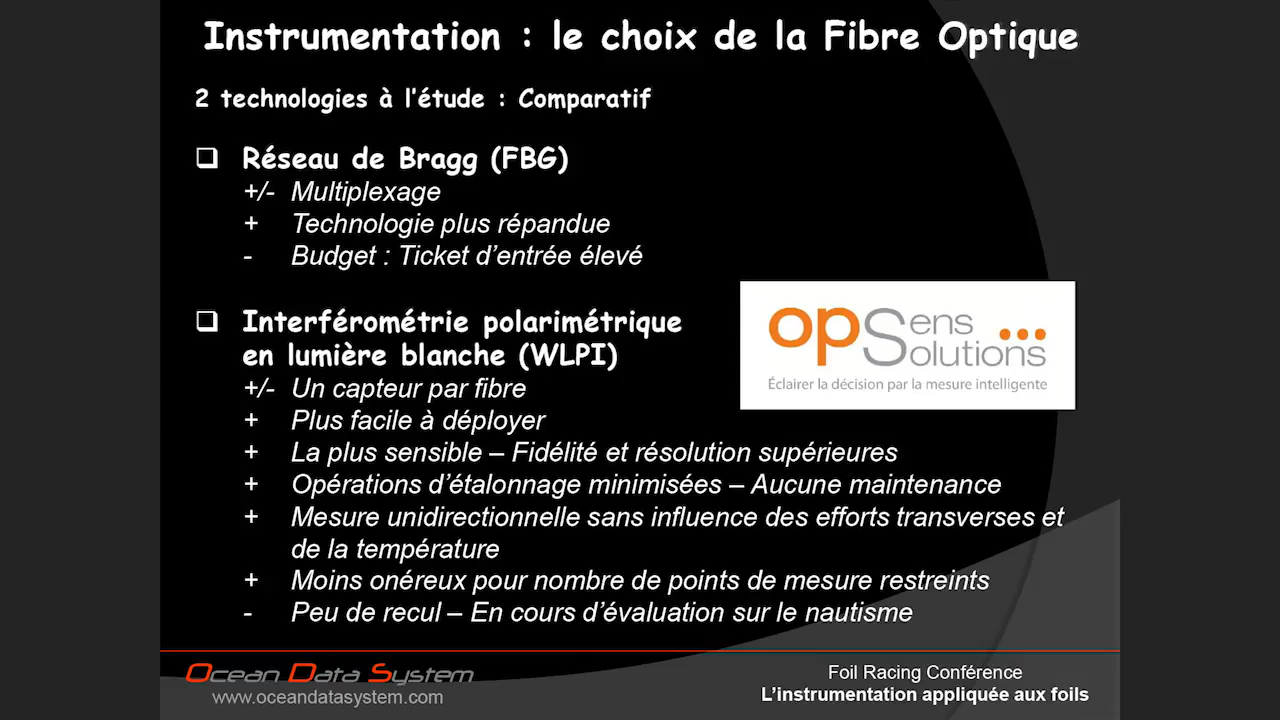 Instrumentation : le choix de la Fibre Optique
2 technologies à l'étude : Comparatif
❑ Réseau de Bragg (FBG)
+/- Multiplexage
+ Technologie plus répandue
- Budget : Ticket d'entrée élevé
❑ Interférométrie polarimétrique
en lumière blanche (WLPI)
+/- Un capteur par fibre
+ Plus facile à déployer
+ La plus sensible – Fidélité et résolution supérieures
+ Opérations d'étalonnage minimisées – Aucune maintenance
+ Mesure unidirectionnelle sans influence des efforts transverses et
de la température
+ Moins onéreux pour nombre de points de mesure restreints
- Peu de recul – En cours d'évaluation sur le nautisme
opSens
Solutions
Éclairer la décision par la mesure intelligente
Ocean Data System
www.oceandatasystem.com
Foil Racing Conférence
L'instrumentation appliquée aux foils